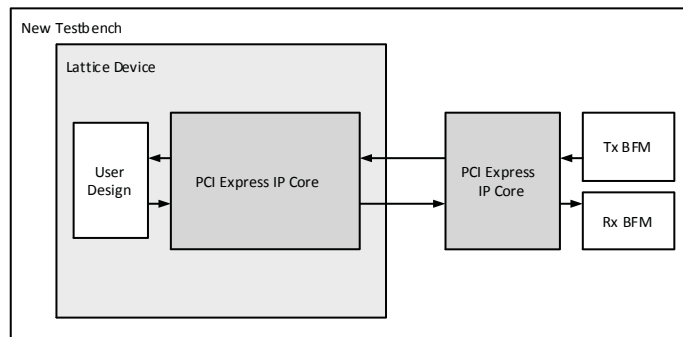 New Testbench
Lattice Device
User
Design
PCI Express IP Core
PCI Express
IP Core
Tx BFM
Rx BFM